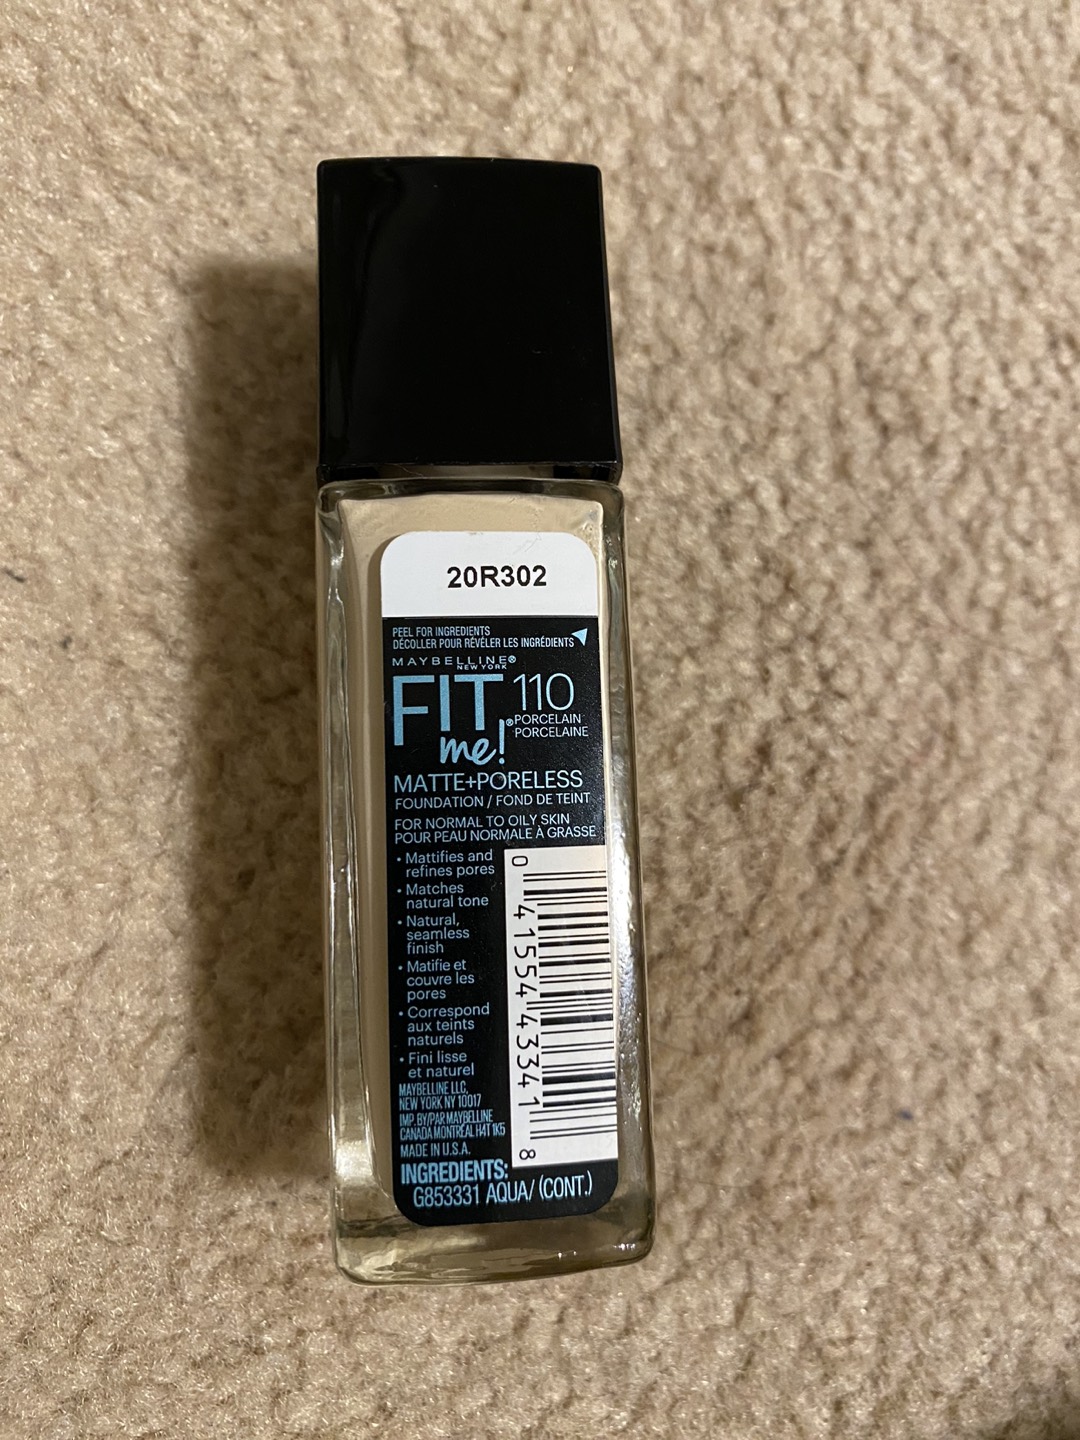 20R302
PEEL FOR INGREDIENTS
DÉCOLLER POUR RÉVÉLER LES INGRÉDIENTS
MAYBELLINE®
NEW YORK
FIT
me!®
110
PORCELAIN
PORCELAINE
MATTE+PORELESS
FOUNDATION / FOND DE TEINT
FOR NORMAL TO OILY SKIN
POUR PEAU NORMALE À GRASSE
• Mattifies and
refines pores
• Matches
natural tone
• Natural,
seamless
finish
• Matifie et
couvre les
pores
• Correspond
aux teints
naturels
• Fini lisse
et naturel
MAYBELLINE LLC,
NEW YORK NY 10017
IMP. BY/PAR MAYBELLINE
CANADA MONTRÉAL H4T 1K5
MADE IN U.S.A.
0 41554 43341 8
INGREDIENTS:
G853331 AQUA/ (CONT.)